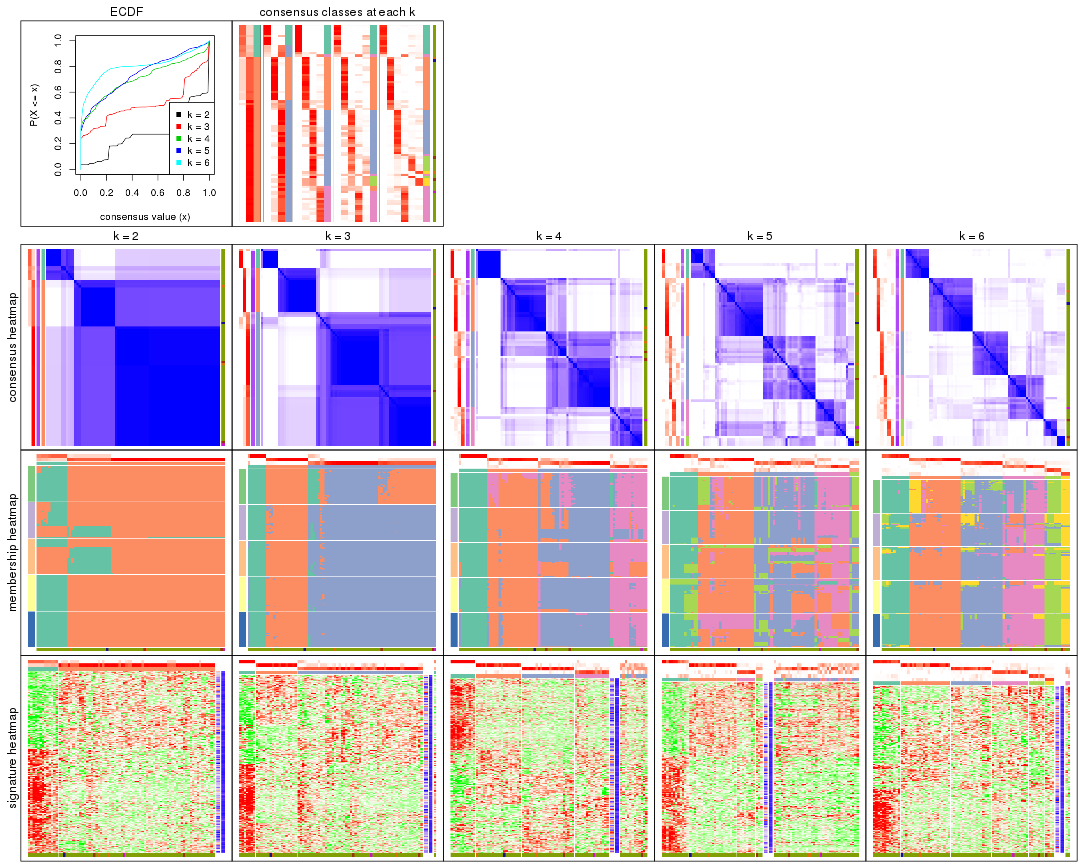 ECDF
consensus classes at each k
P(X <= x)
0.0 0.2 0.4 0.6 0.8 1.0
k = 2
k = 3
k = 4
k = 5
k = 6
0.0 0.2 0.4 0.6 0.8 1.0
consensus value (x)
k = 2 k = 3 k = 4 k = 5 k = 6
consensus heatmap
membership heatmap
signature heatmap